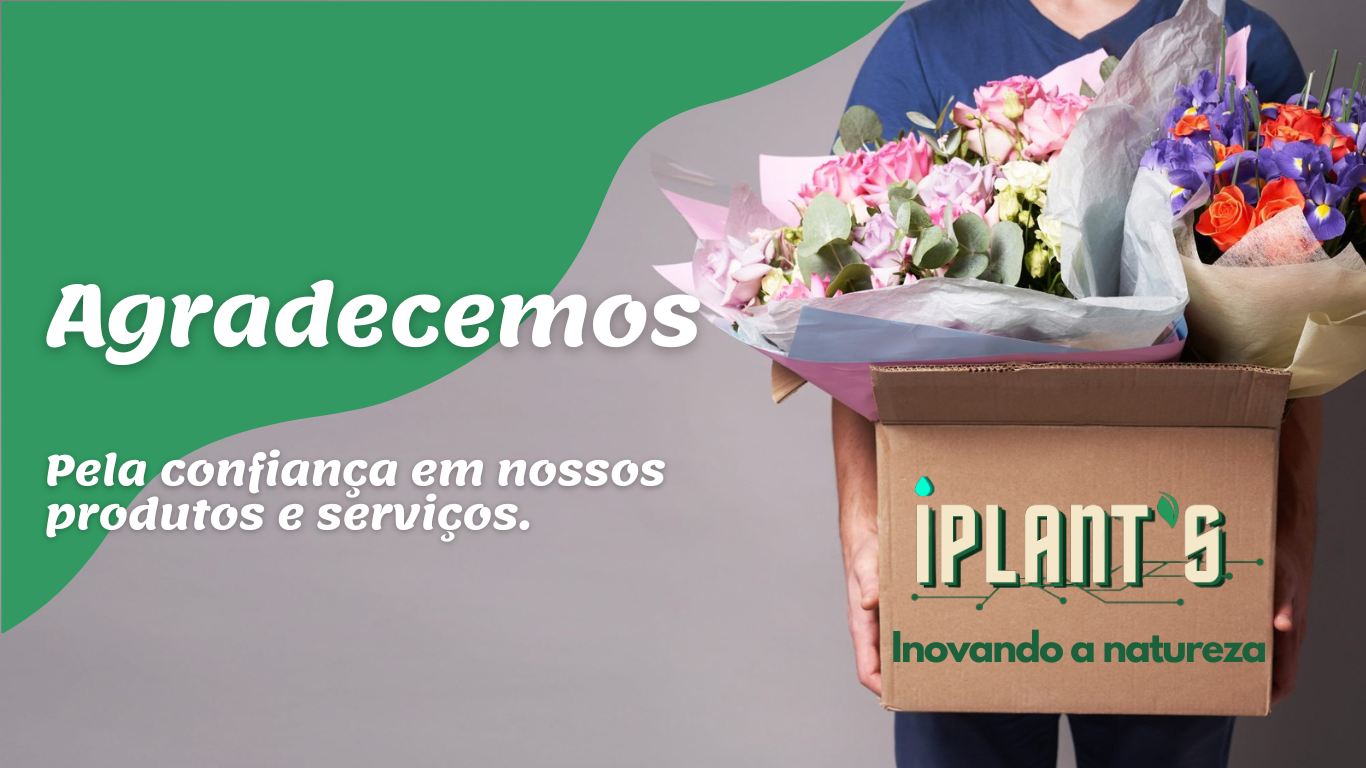 Agradecemos
Pela confiança em nossos
produtos e serviços.
iPLANT'S
Inovando a natureza